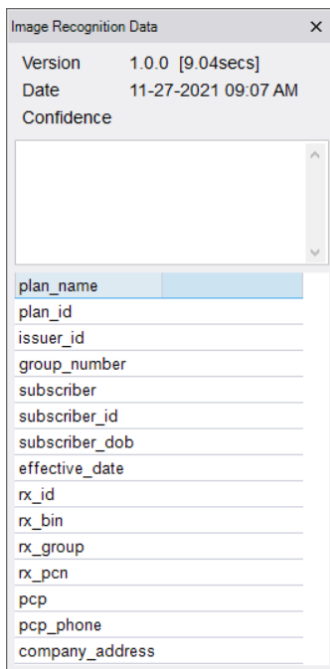 Image Recognition Data
Version 1.0.0 [9.04secs]
Date 11-27-2021 09:07 AM
Confidence
plan_name
plan_id
issuer_id
group_number
subscriber
subscriber_id
subscriber_dob
effective_date
rx_id
rx_bin
rx_group
rx_pcn
pcp
pcp_phone
company_address